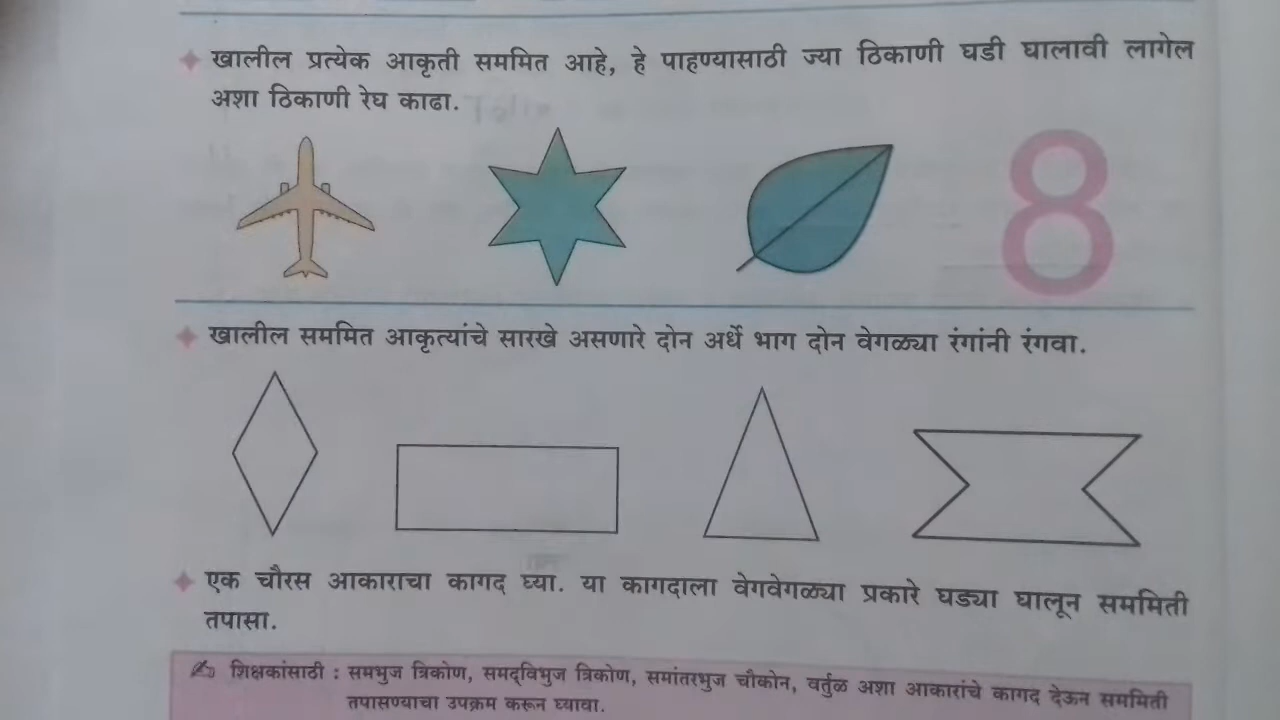 खालील प्रत्येक आकृती सममित आहे, हे पाहण्यासाठी ज्या ठिकाणी घडी घालावी लागेल
अशा ठिकाणी रेघ काढा.
8
खालील सममित आकृत्यांचे सारखे असणारे दोन अर्धे भाग दोन वेगळ्या रंगांनी रंगवा.
एक चौरस आकाराचा कागद घ्या. या कागदाला वेगवेगळ्या प्रकारे घड्या घालून सममिती
तपासा.
शिक्षकांसाठी : समभुज त्रिकोण, समद्‌विभुज त्रिकोण, समांतरभुज चौकोन, वर्तुळ अशा आकारांचे कागद देऊन सममिती
तपासण्याचा उपक्रम करून घ्यावा.